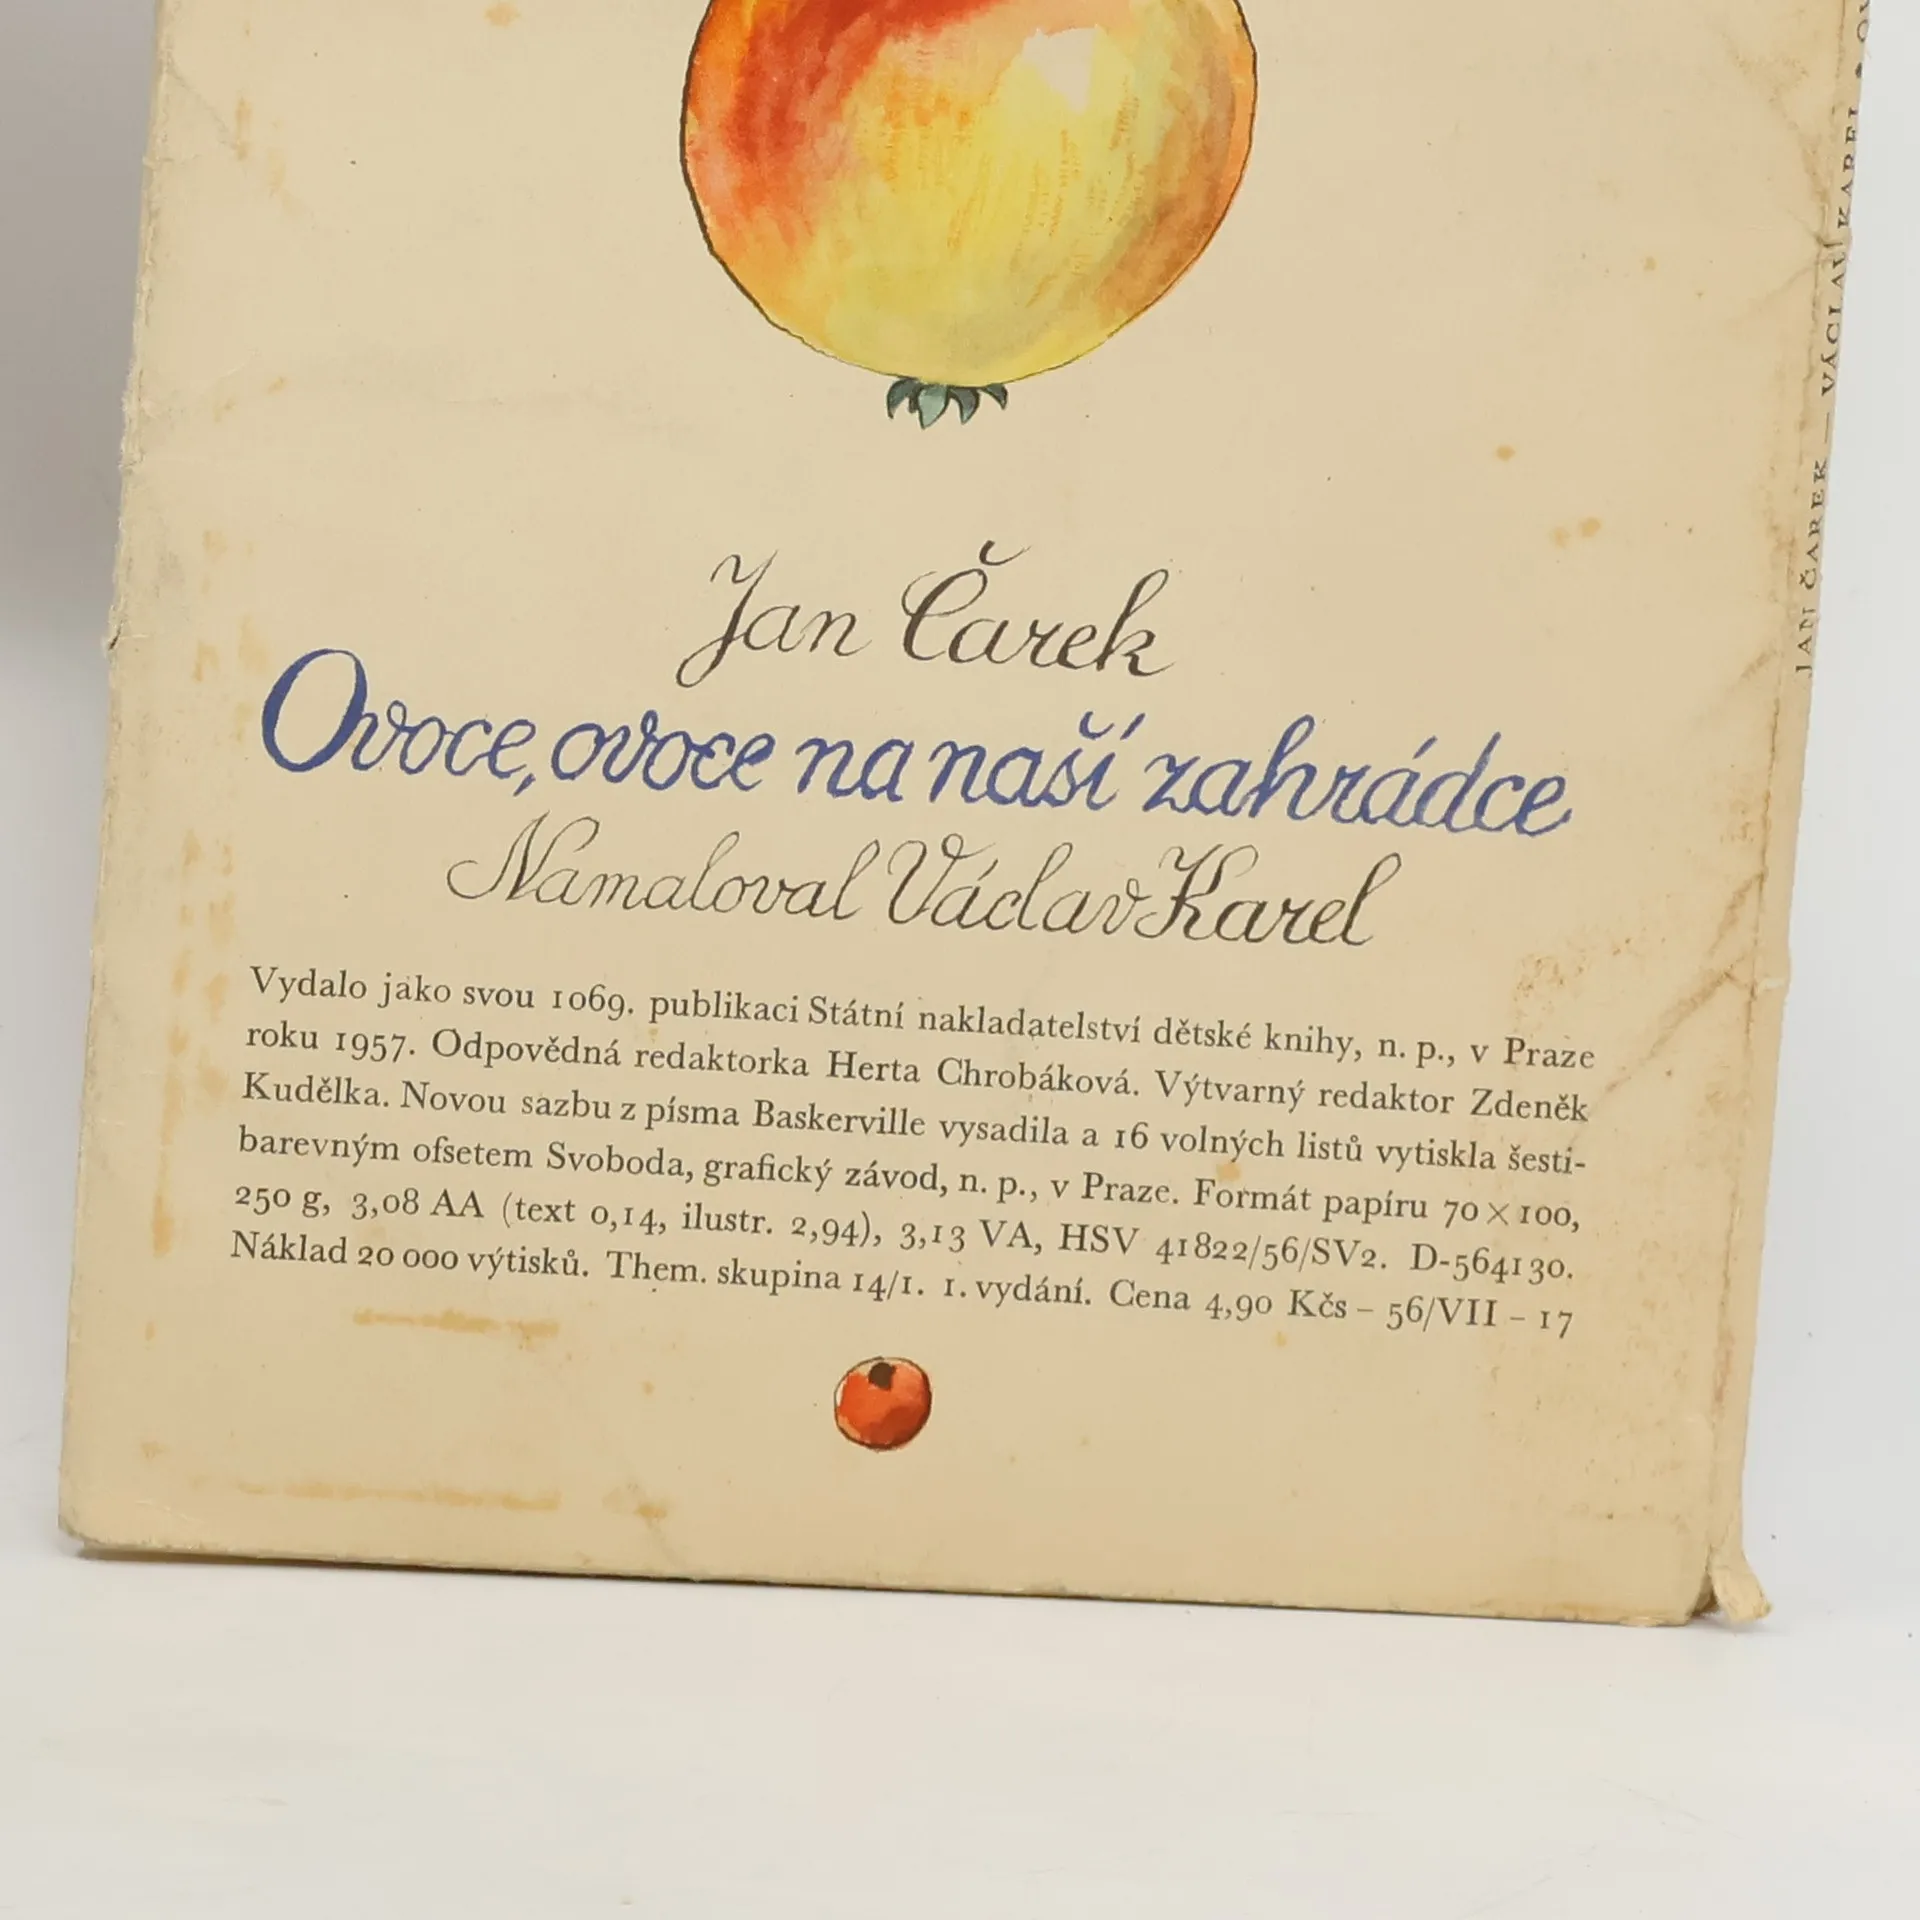 Jan Čarek
Ovoce, ovoce na naší zahrádce
Namaloval Václav Karel
Vydalo jako svou 1069. publikaci Státní nakladatelství dětské knihy, n. p., v Praze
roku 1957. Odpovědná redaktorka Herta Chrobáková. Výtvarný redaktor Zdeněk
Kudělka. Novou sazbu z písma Baskerville vysadila a 16 volných listů vytiskla šesti-
barevným ofsetem Svoboda, grafický závod, n. p., v Praze. Formát papíru 70×100,
250 g, 3,08 AA (text 0,14, ilustr. 2,94), 3,13 VA, HSV 41822/56/SV2. D-564130.
Náklad 20 000 výtisků. Them. skupina 14/1. 1. vydání. Cena 4,90 Kčs – 56/VII – 17
JAN ČAREK — VÁCLAV KAREL •